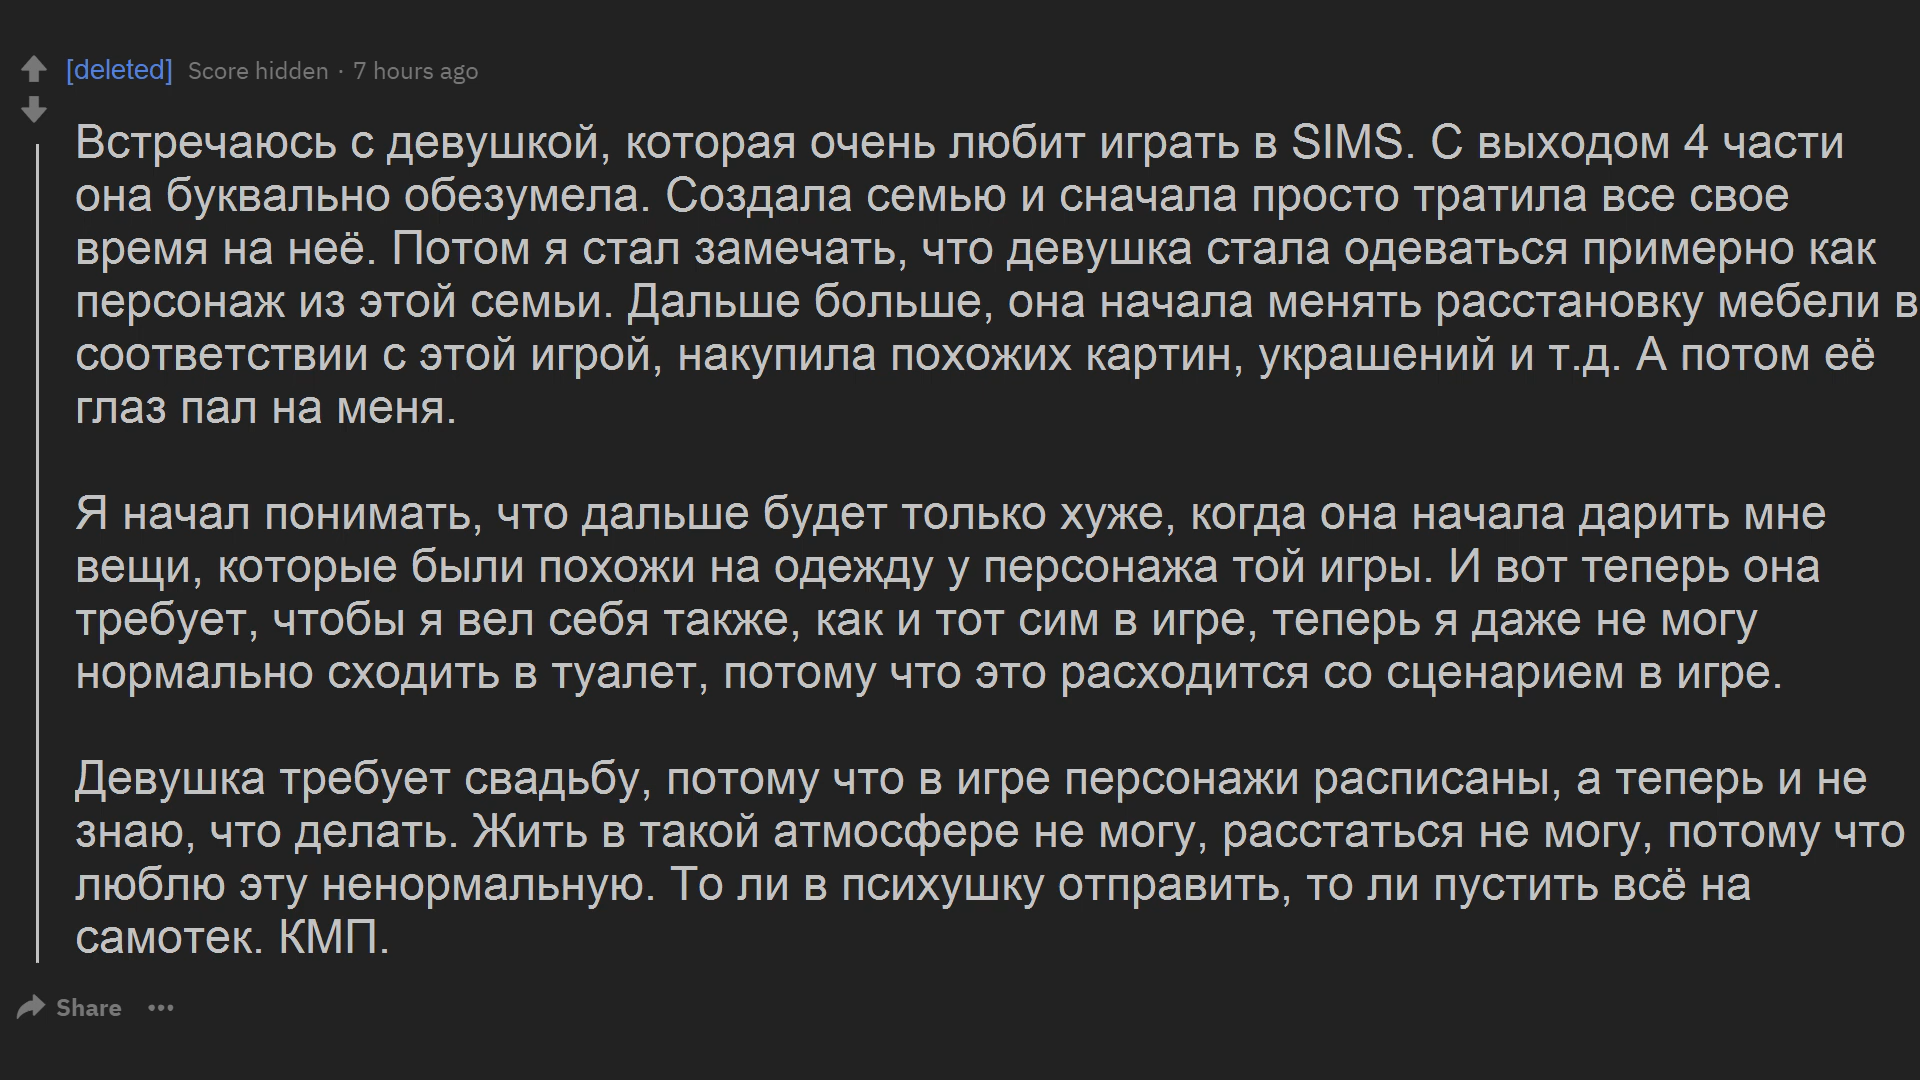 [deleted] Score hidden · 7 hours ago
Встречаюсь с девушкой, которая очень любит играть в SIMS. С выходом 4 части
она буквально обезумела. Создала семью и сначала просто тратила все свое
время на неё. Потом я стал замечать, что девушка стала одеваться примерно как
персонаж из этой семьи. Дальше больше, она начала менять расстановку мебели в
соответствии с этой игрой, накупила похожих картин, украшений и т.д. А потом её
глаз пал на меня.
Я начал понимать, что дальше будет только хуже, когда она начала дарить мне
вещи, которые были похожи на одежду у персонажа той игры. И вот теперь она
требует, чтобы я вел себя также, как и тот сим в игре, теперь я даже не могу
нормально сходить в туалет, потому что это расходится со сценарием в игре.
Девушка требует свадьбу, потому что в игре персонажи расписаны, а теперь и не
знаю, что делать. Жить в такой атмосфере не могу, расстаться не могу, потому что
люблю эту ненормальную. То ли в психушку отправить, то ли пустить всё на
самотек. КМП.
Share ···